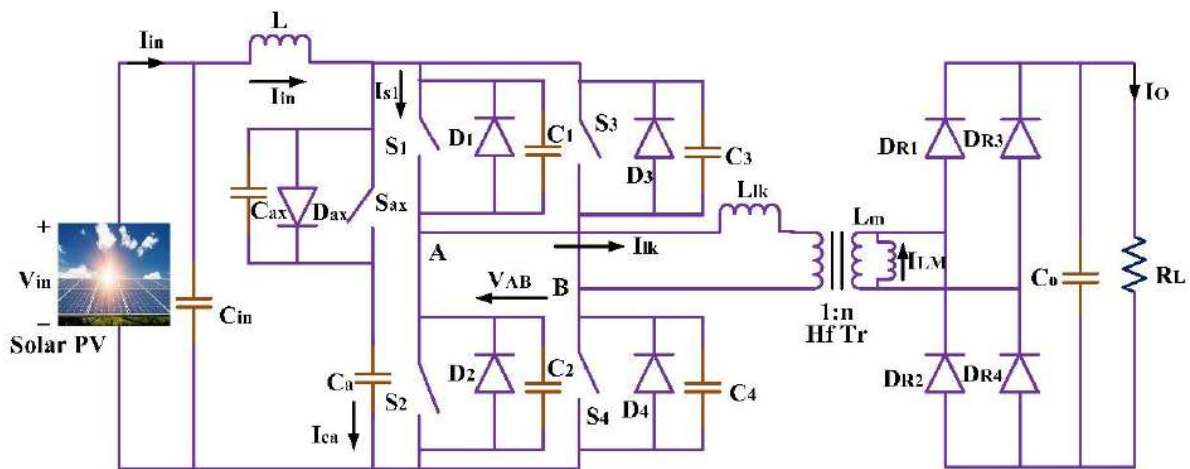 L
Iin
Iin
Is1
S1
D1
C1
S3
D3
C3
Cax
Dax
Sax
Llk
Lm
DR1
DR3
IO
A
Ilk
ILM
+
Vin
−
Solar PV
Cin
VAB
B
1:n
Hf Tr
Co
RL
Ca
S2
D2
C2
S4
D4
C4
DR2
DR4
Ica